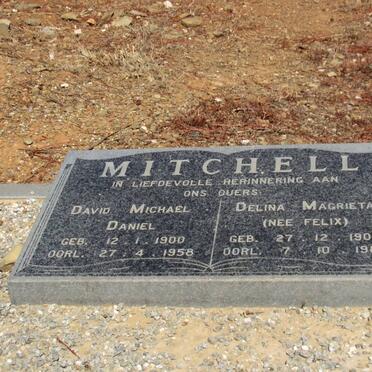 MITCHELL
IN LIEFDEVOLLE HERINNERING AAN
ONS OUERS
DAVID MICHAEL
DANIEL
GEB. 12 . 1 . 1900
OORL. 27 . 4 . 1958
DELINA MAGRIETA
(NEE FELIX)
GEB. 27 . 12 .
OORL. 7 . 10 .